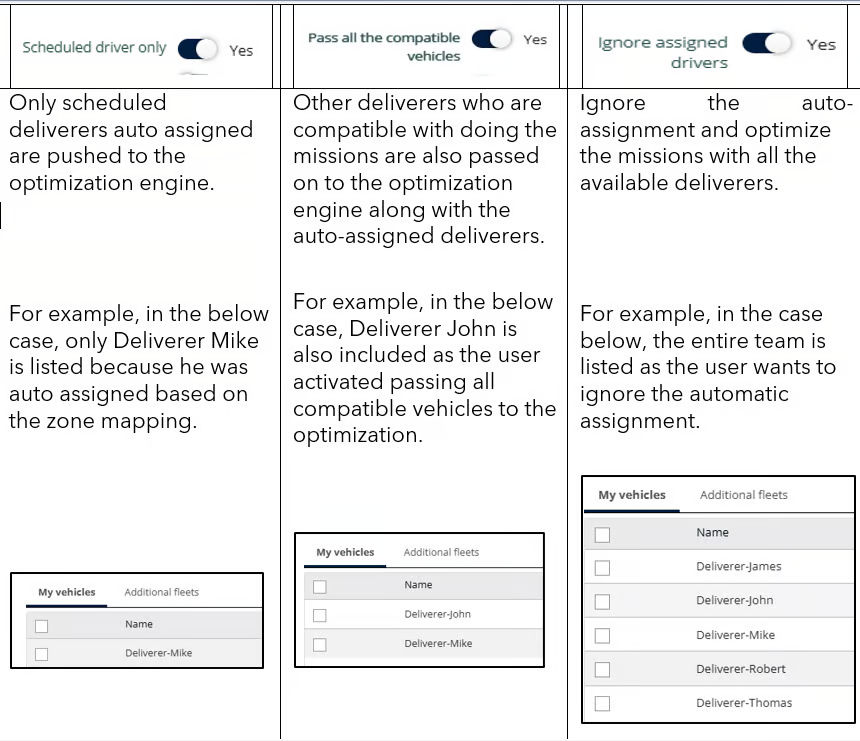 Scheduled driver only Yes
Only scheduled
deliverers auto assigned
are pushed to the
optimization engine.
For example, in the below
case, only Deliverer Mike
is listed because he was
auto assigned based on
the zone mapping.
My vehicles Additional fleets
Name
Deliverer-Mike
Pass all the compatible
vehicles Yes
Other deliverers who are
compatible with doing the
missions are also passed
on to the optimization
engine along with the
auto-assigned deliverers.
For example, in the below
case, Deliverer John is
also included as the user
activated passing all
compatible vehicles to the
optimization.
My vehicles Additional fleets
Name
Deliverer-John
Deliverer-Mike
Ignore assigned
drivers Yes
Ignore the auto-
assignment and optimize
the missions with all the
available deliverers.
For example, in the case
below, the entire team is
listed as the user wants to
ignore the automatic
assignment.
My vehicles Additional fleets
Name
Deliverer-James
Deliverer-John
Deliverer-Mike
Deliverer-Robert
Deliverer-Thomas